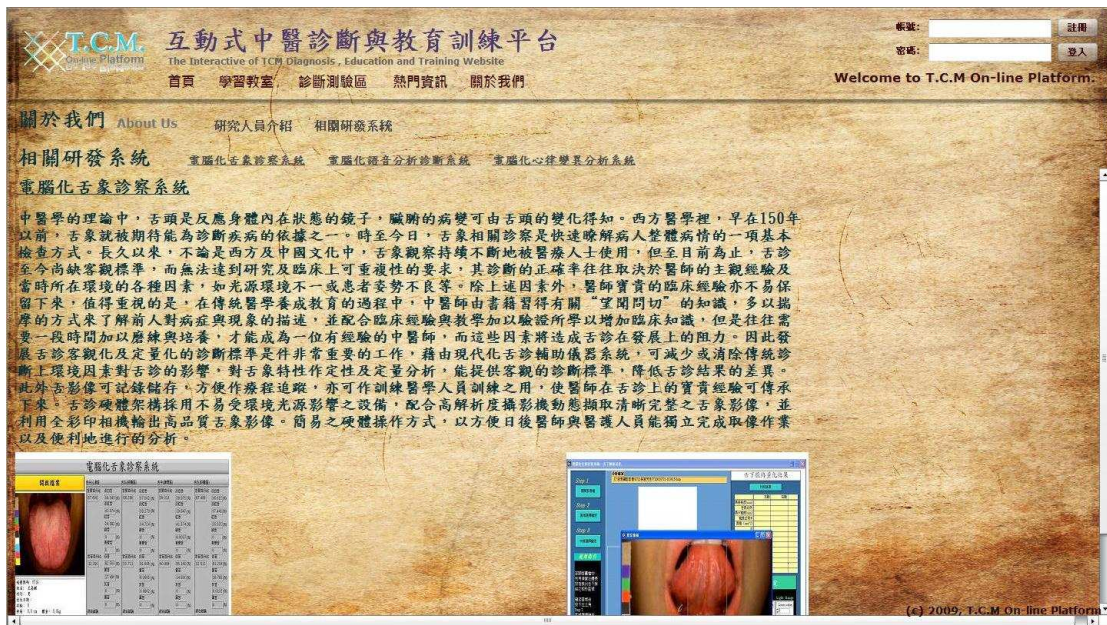 T.C.M.
On-line Platform
互動式中醫診斷與教育訓練平台
The Interactive of TCM Diagnosis , Education and Training Website
首頁 學習教室 診斷測驗區 熱門資訊 關於我們
帳號: 註冊
密碼: 登入
Welcome to T.C.M On-line Platform.
關於我們 About Us 研究人員介紹 相關研發系統
相關研發系統 電腦化舌象診察系統 電腦化語音分析診斷系統 電腦化心律變異分析系統
電腦化舌象診察系統
中醫學的理論中，舌頭是反應身體內在狀態的鏡子，臟腑的病變可由舌頭的變化得知。西方醫學裡，早在150年
以前，舌象就被期待能為診斷疾病的依據之一。時至今日，舌象相關診察是快速瞭解病人整體病情的一項基本
檢查方式。長久以來，不論是西方及中國文化中，舌象觀察持續不斷地被醫療人士使用，但至目前為止，舌診
至今尚缺客觀標準，而無法達到研究及臨床上可重複性的要求，其診斷的正確率往往取決於醫師的主觀經驗及
當時所在環境的各種因素，如光源環境不一或患者姿勢不良等。除上述因素外，醫師寶貴的臨床經驗亦不易保
留下來，值得重視的是，在傳統醫學養成教育的過程中，中醫師由書籍習得有關“望聞問切”的知識，多以揣
摩的方式來了解前人對病症與現象的描述，並配合臨床經驗與教學加以驗證所學以增加臨床知識，但是往往需
要一段時間加以磨練與培養，才能成為一位有經驗的中醫師，而這些因素將造成舌診在發展上的阻力。因此發
展舌診客觀化及定量化的診斷標準是件非常重要的工作，藉由現代化舌診輔助儀器系統，可減少或消除傳統診
斷上環境因素對舌診的影響，對舌象特性作定性及定量分析，能提供客觀的診斷標準，降低舌診結果的差異。
此外舌影像可記錄儲存，方便作療程追蹤，亦可作訓練醫學人員訓練之用，使醫師在舌診上的寶貴經驗可傳承
下來。舌診硬體架構採用不易受環境光源影響之設備，配合高解析度攝影機動態擷取清晰完整之舌象影像，並
利用全彩印相機輸出高品質舌象影像。簡易之硬體操作方式，以方便日後醫師與醫護人員能獨立完成取像作業
以及便利地進行的分析。
電腦化舌象診察系統
Step 1
Step 2
Step 3
(c) 2009, T.C.M On-line Platform